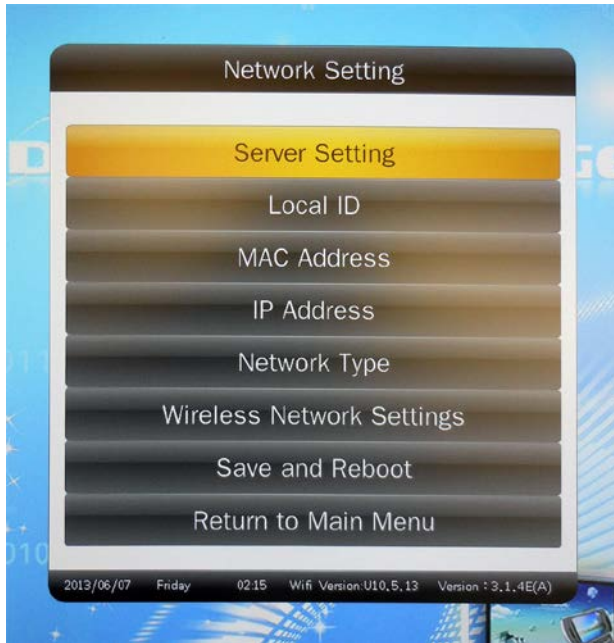 Network Setting
Server Setting
Local ID
MAC Address
IP Address
Network Type
Wireless Network Settings
Save and Reboot
Return to Main Menu
2013/06/07 Friday 02:15 Wifi Version:U10.5.13 Version : 3.1.4E(A)